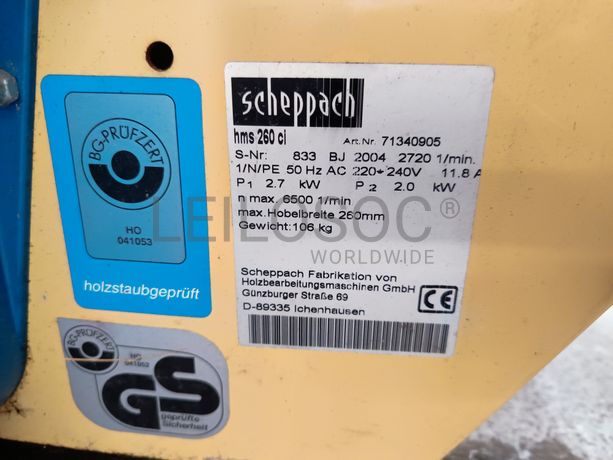 scheppach
hms 260 ci Art.Nr. 71340905
S-Nr: 833 BJ 2004 2720 1/min.
1/N/PE 50 Hz AC 220-240V 11.8 A
P1 2.7 kW P2 2.0 kW
n max 6500 1/min
max.Hobelbreite 260mm
Gewicht: 106 kg
Scheppach Fabrikation von
Holzbearbeitungsmaschinen GmbH
Günzburger Straße 69
D-89335 Ichenhausen
CE
BG-PRÜFZERT
HO
041053
holzstaubgeprüft
BG-PRÜFZERT
HO
041052
GS
geprüfte
Sicherheit
LEILOSOC®
WORLDWIDE